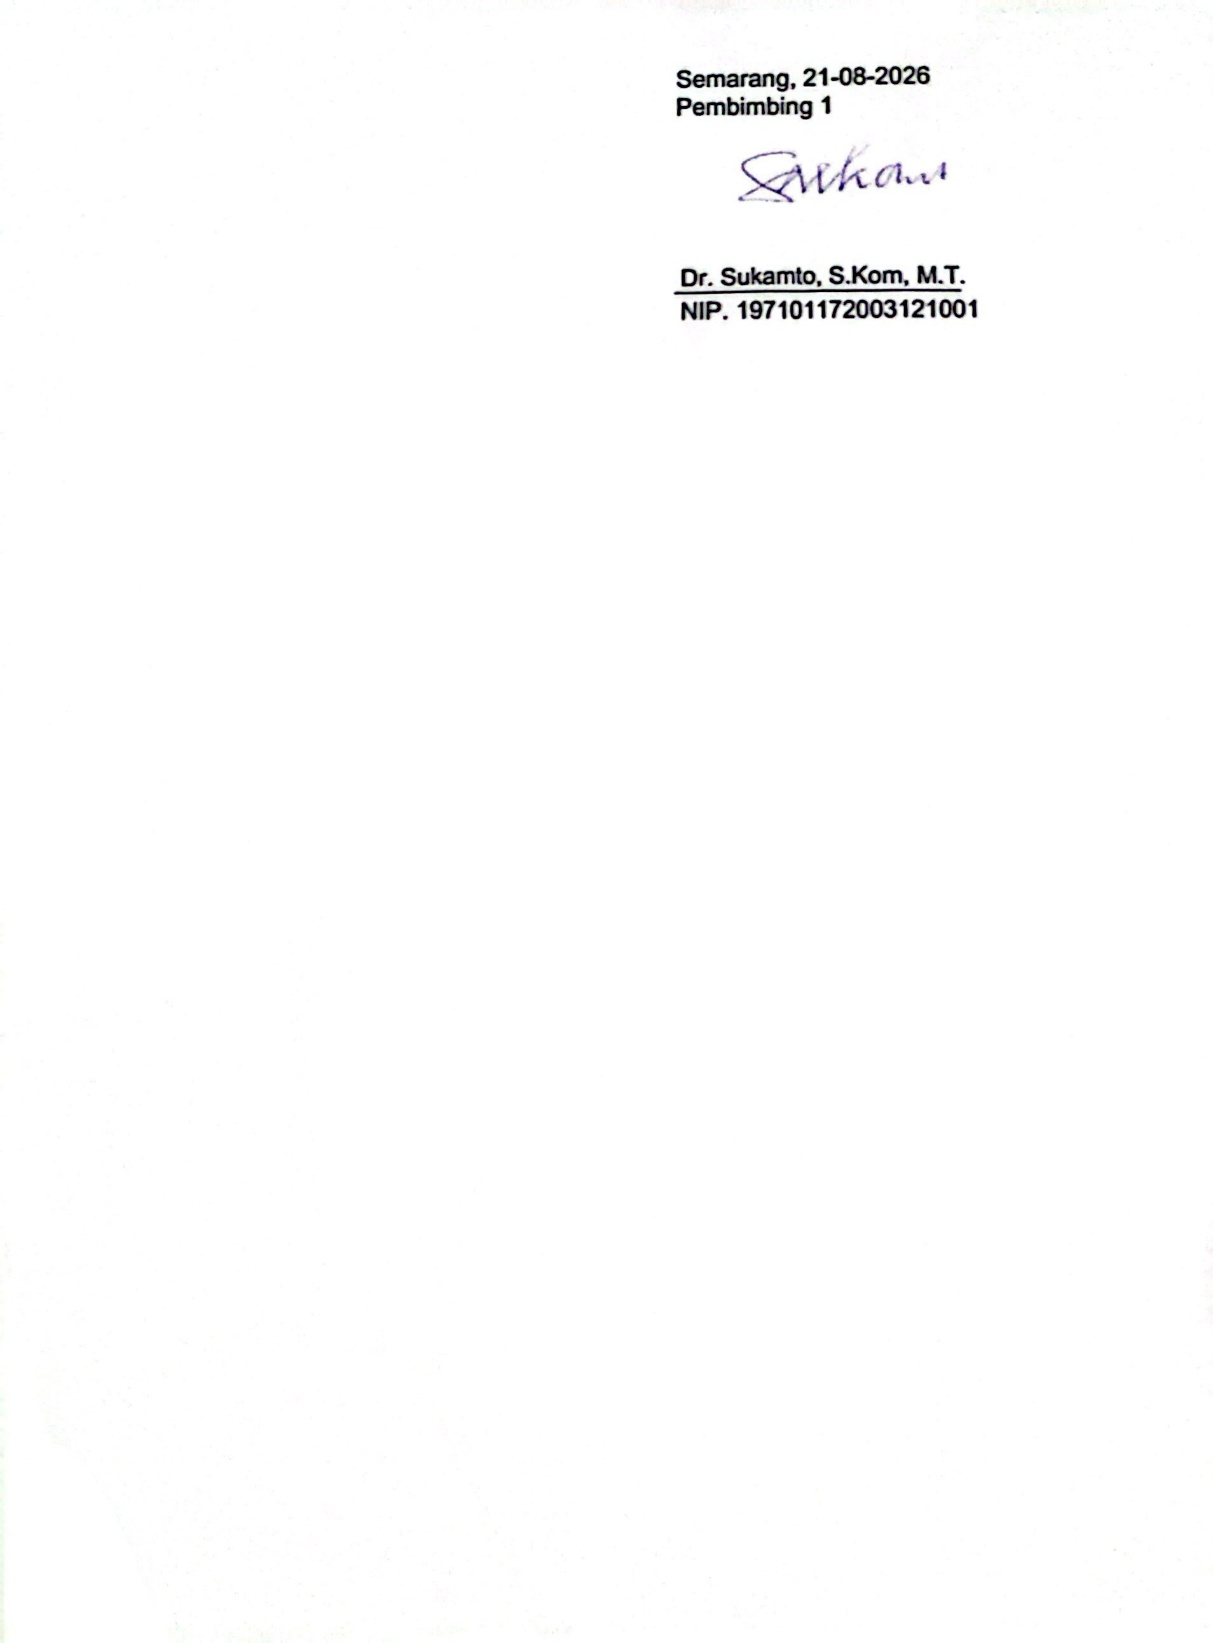 Semarang, 21-08-2026
Pembimbing 1
Dr. Sukamto, S.Kom, M.T.
NIP. 197101172003121001